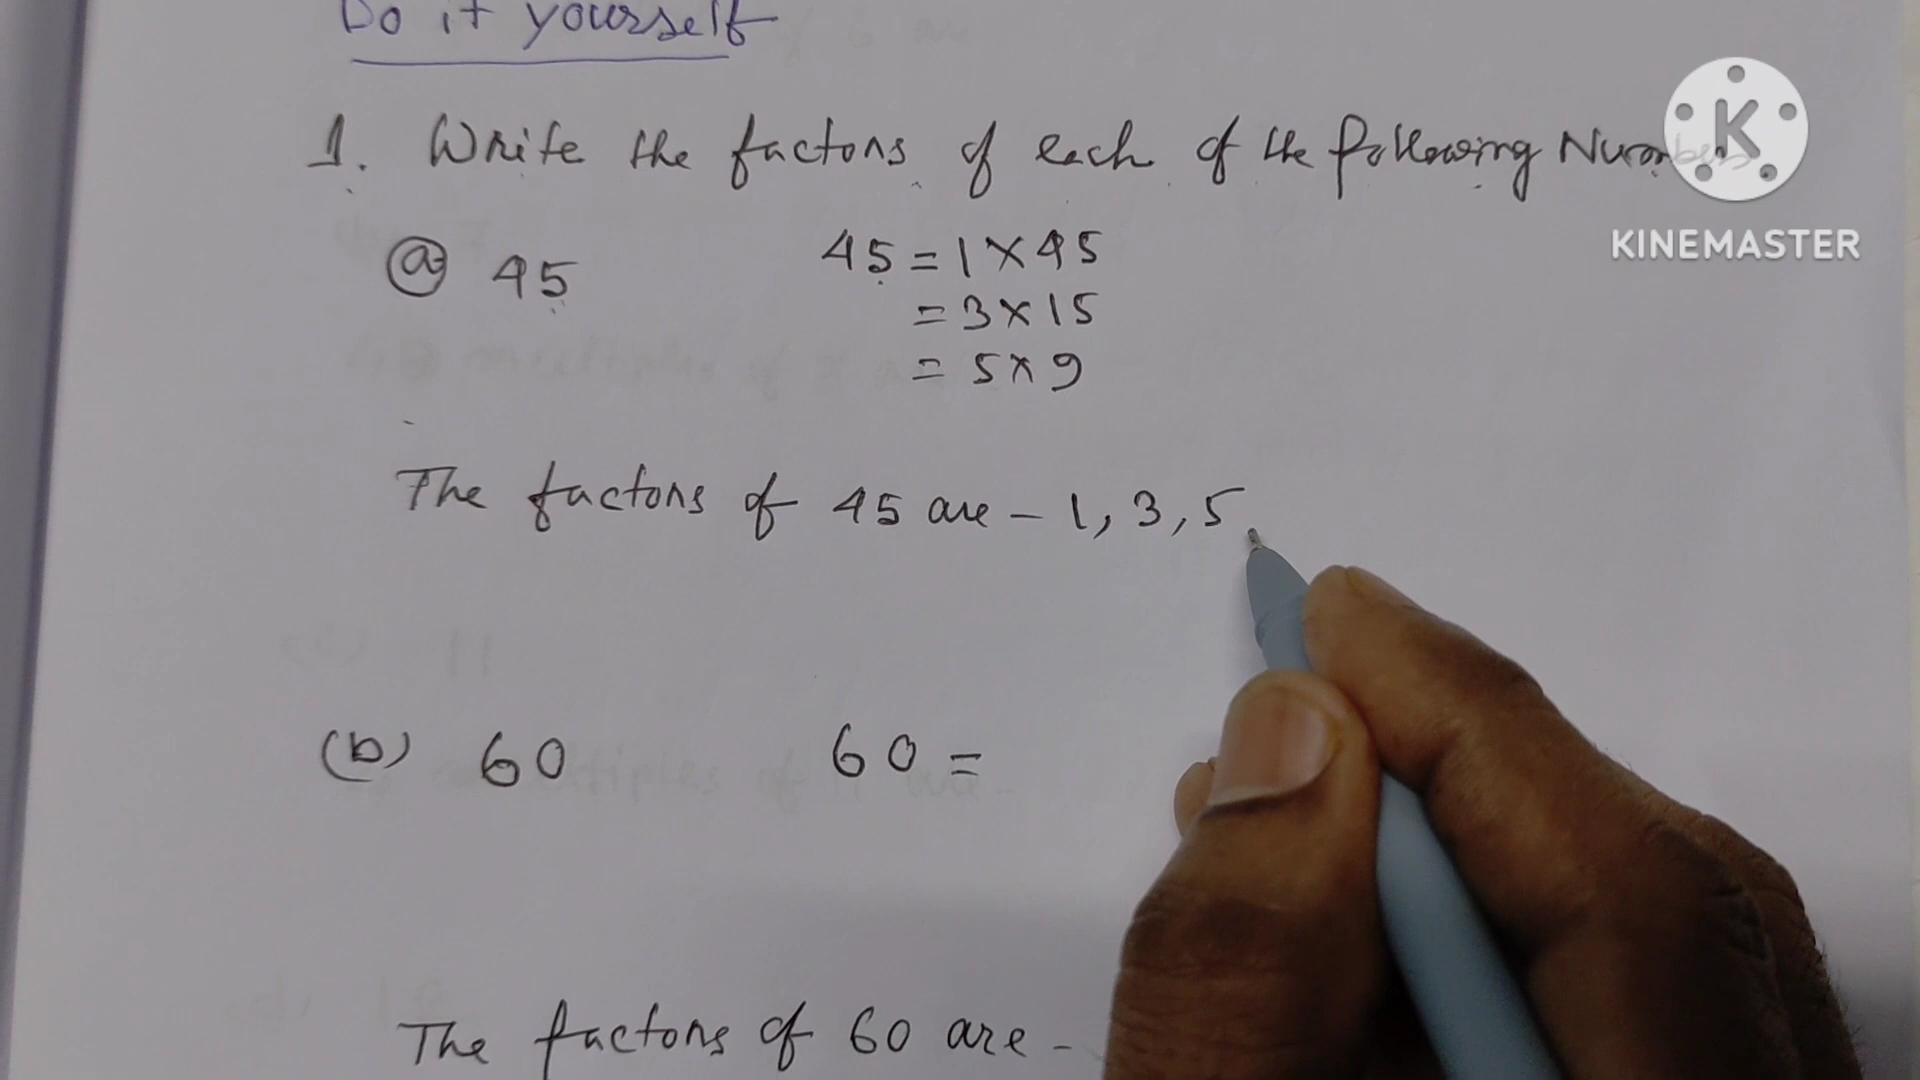 Do it yourself
1. Write the factors of each of the following Numbers
(a) 45
45 = 1 × 45
= 3 × 15
= 5 × 9
The factors of 45 are - 1, 3, 5
(b) 60
60 =
The factors of 60 are -
KINEMASTER